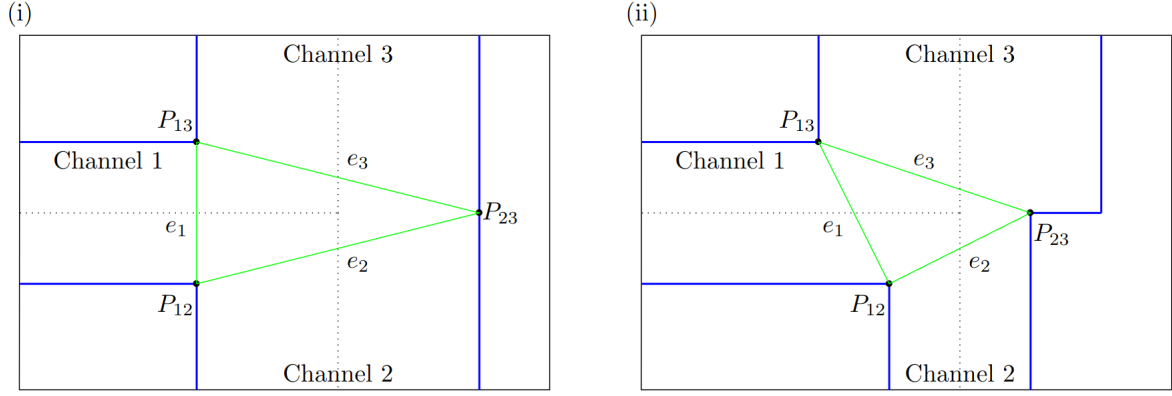 (i)
Channel 3
P₁₃
Channel 1
e₃
P₂₃
e₁
e₂
P₁₂
Channel 2
(ii)
Channel 3
P₁₃
Channel 1
e₃
e₁
P₂₃
e₂
P₁₂
Channel 2